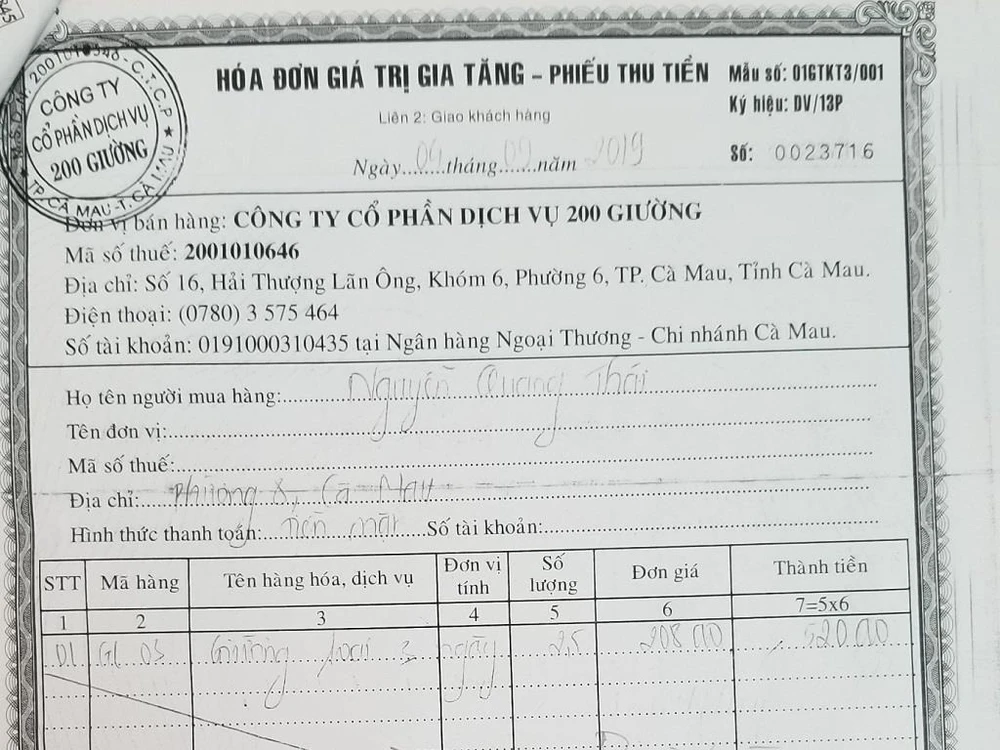 HÓA ĐƠN GIÁ TRỊ GIA TĂNG – PHIẾU THU TIỀN
Mẫu số: 01GTKT3/001
Liên 2: Giao khách hàng
Ký hiệu: DV/13P
Ngày 09 tháng 09 năm 2019
Số: 0023716
C.T.C.P
CÔNG TY
CỔ PHẦN DỊCH VỤ
200 GIƯỜNG
TP. CÀ MAU - T. CÀ MAU
Đơn vị bán hàng: CÔNG TY CỔ PHẦN DỊCH VỤ 200 GIƯỜNG
Mã số thuế: 2001010646
Địa chỉ: Số 16, Hải Thượng Lãn Ông, Khóm 6, Phường 6, TP. Cà Mau, Tỉnh Cà Mau.
Điện thoại: (0780) 3 575 464
Số tài khoản: 0191000310435 tại Ngân hàng Ngoại Thương - Chi nhánh Cà Mau.
Họ tên người mua hàng: Nguyễn Quang Thái
Tên đơn vị:
Mã số thuế:
Địa chỉ: Phường 8, Cà Mau
Hình thức thanh toán: Tiền mặt Số tài khoản:
STT Mã hàng Tên hàng hóa, dịch vụ Đơn vị tính Số lượng Đơn giá Thành tiền
1 2 3 4 5 6 7=5x6
01 GL 03 Giường loại 3 ngày 2,5 208.000 520.000